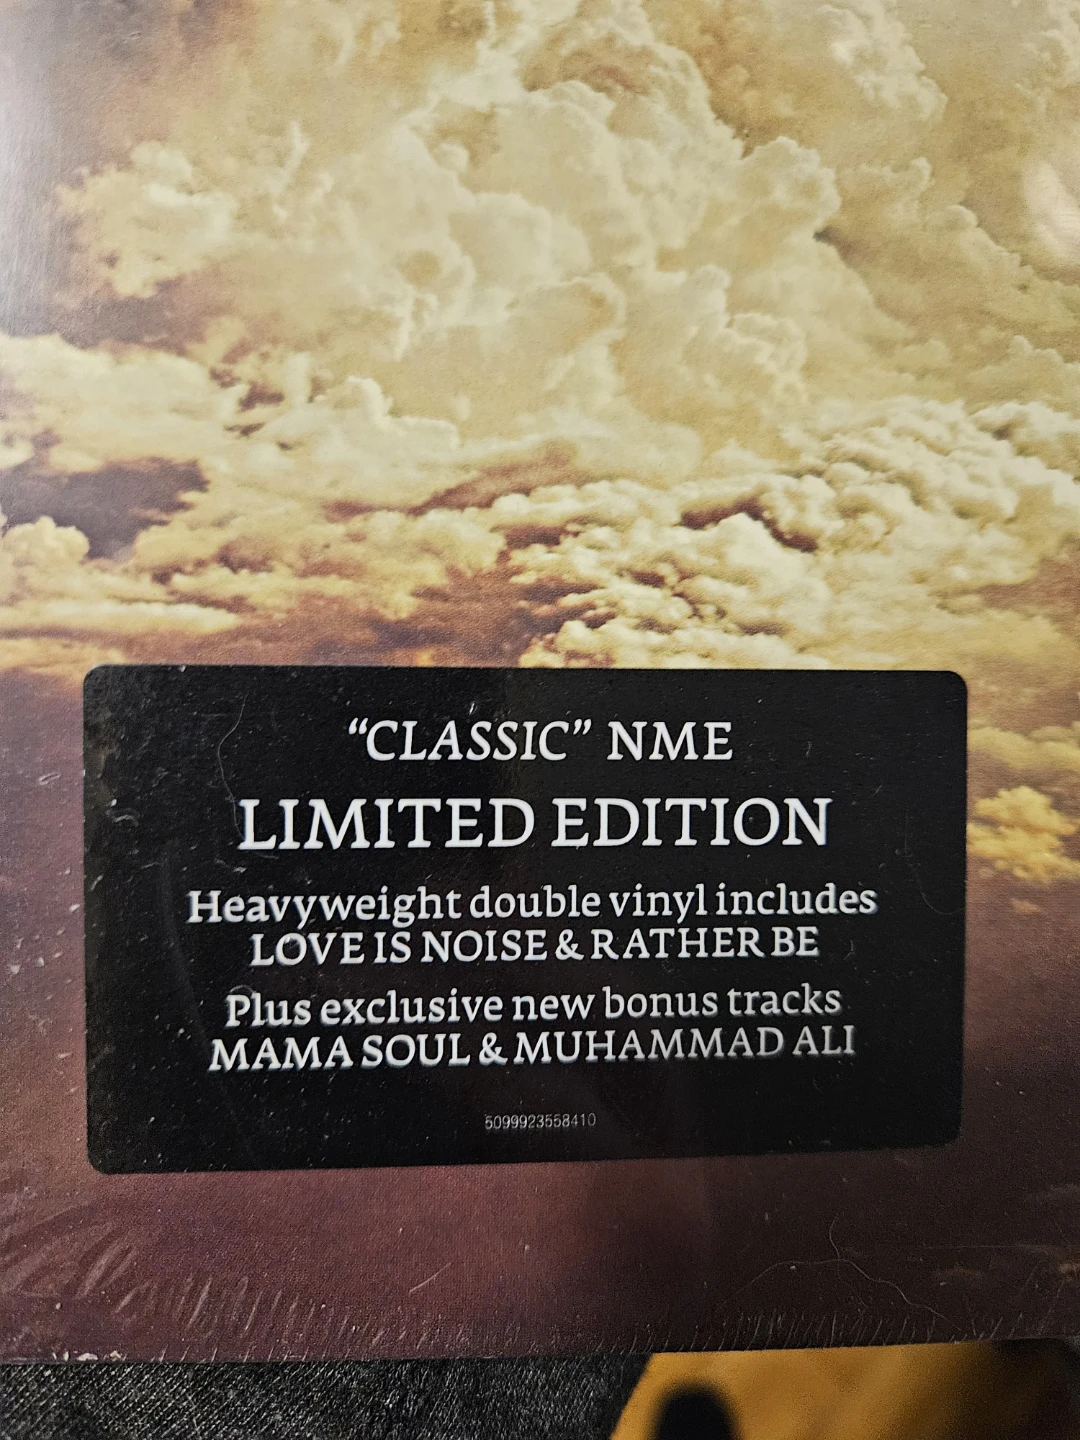 “CLASSIC” NME
LIMITED EDITION
Heavyweight double vinyl includes
LOVE IS NOISE & RATHER BE
Plus exclusive new bonus tracks
MAMA SOUL & MUHAMMAD ALI
5099923558410